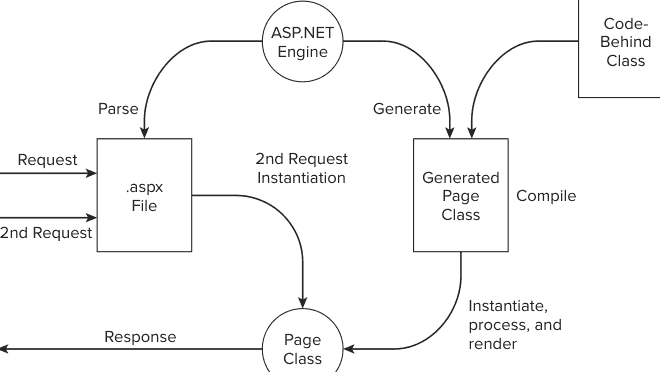 ASP.NET
Engine
Code-
Behind
Class
Parse
Generate
Request
2nd Request
.aspx
File
2nd Request
Instantiation
Generated
Page
Class
Compile
Instantiate,
process, and
render
Response
Page
Class